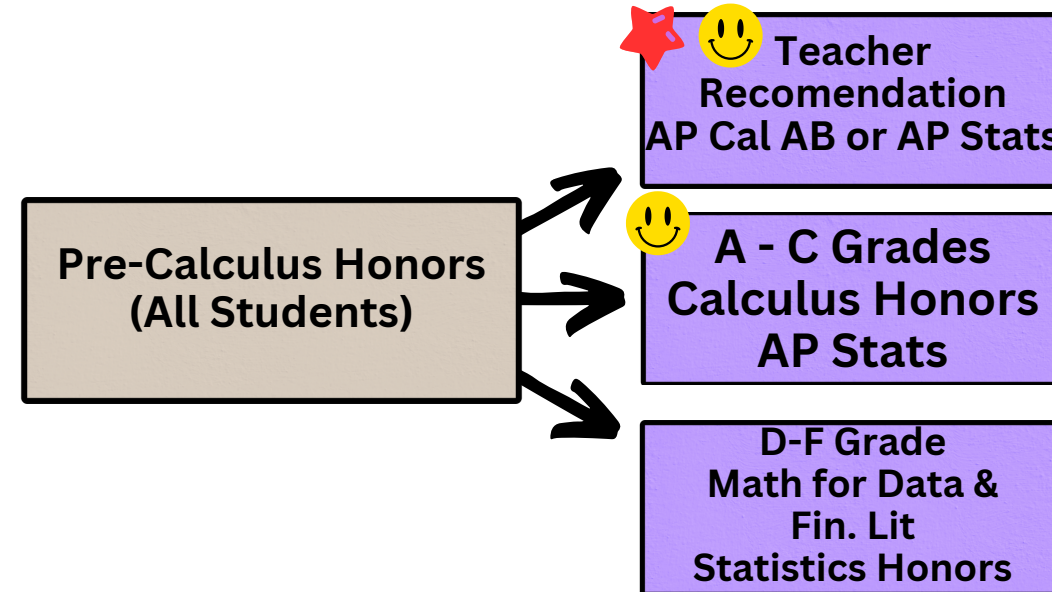 Pre-Calculus Honors
(All Students)
Teacher
Recomendation
AP Cal AB or AP Stats
A - C Grades
Calculus Honors
AP Stats
D-F Grade
Math for Data &
Fin. Lit
Statistics Honors